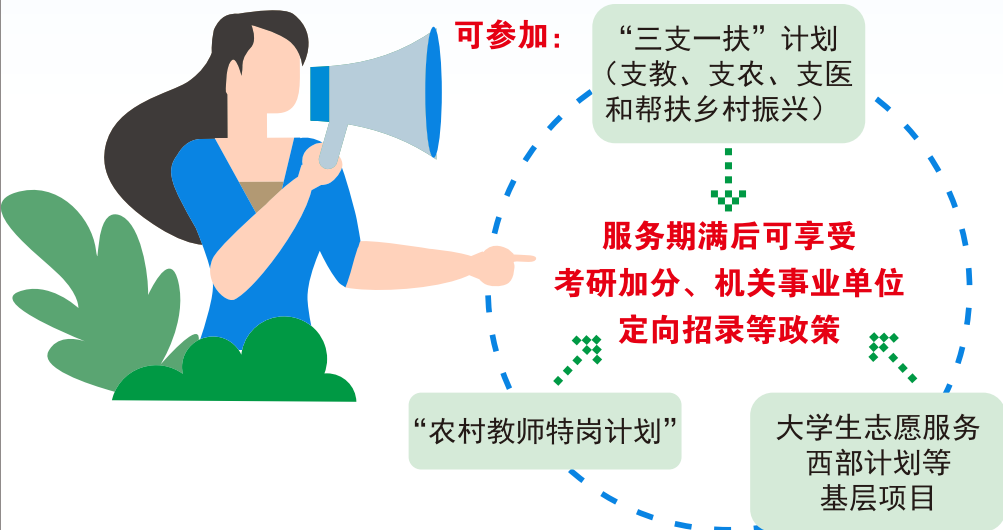 可参加：
“三支一扶”计划
（支教、支农、支医
和帮扶乡村振兴）
服务期满后可享受
考研加分、机关事业单位
定向招录等政策
“农村教师特岗计划”
大学生志愿服务
西部计划等
基层项目